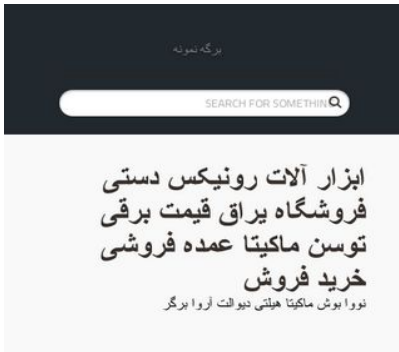 برگه نمونه
SEARCH FOR SOMETHING
ابزار آلات رونیکس دستی
فروشگاه یراق قیمت برقی
توسن ماکیتا عمده فروشی
خرید فروش
نووا بوش ماکیتا هیلتی دیوالت آروا برگر